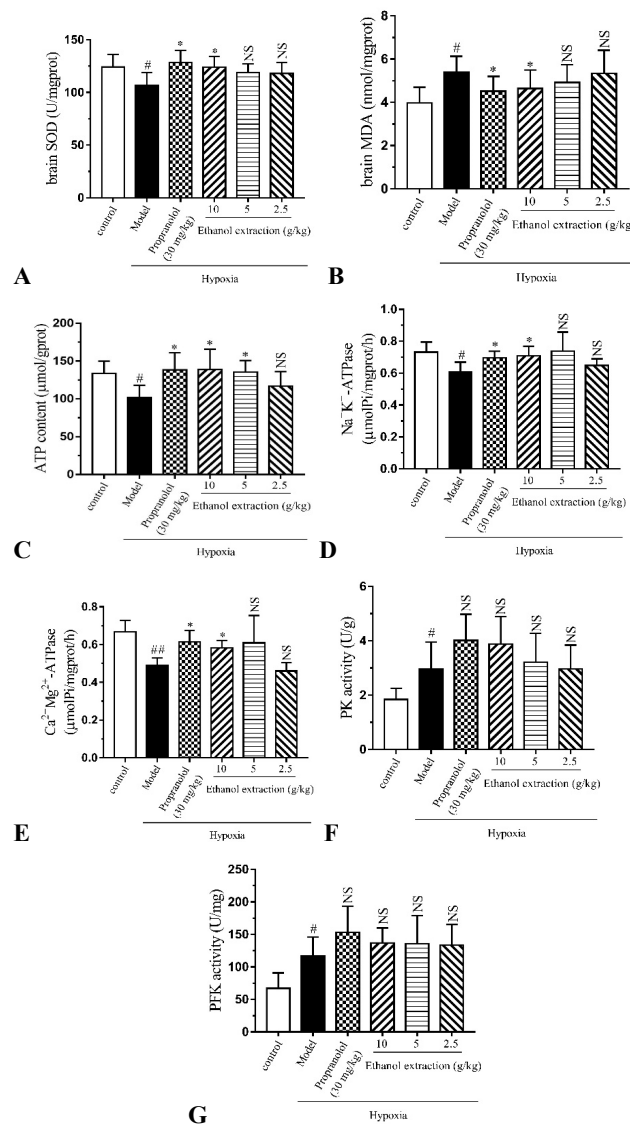 brain SOD (U/mgprot)
150
100
50
0
#
*
*
NS
NS
control
Model
Propranolol
(30 mg/kg)
10
5
2.5
Ethanol extraction (g/kg)
Hypoxia
A
brain MDA (nmol/mgprot)
8
6
4
2
0
#
*
*
NS
NS
control
Model
Propranolol
(30 mg/kg)
10
5
2.5
Ethanol extraction (g/kg)
Hypoxia
B
ATP content (μmol/gprot)
200
150
100
50
0
#
*
*
*
NS
control
Model
Propranolol
(30 mg/kg)
10
5
2.5
Ethanol extraction (g/kg)
Hypoxia
C
Na⁻K⁻-ATPase
(μmolPi/mgprot/h)
1.0
0.8
0.6
0.4
0.2
0.0
#
*
*
NS
NS
control
Model
Propranolol
(30 mg/kg)
10
5
2.5
Ethanol extraction (g/kg)
Hypoxia
D
Ca²⁻Mg²⁺-ATPase
(μmolPi/mgprot/h)
0.8
0.6
0.4
0.2
0.0
##
*
*
NS
NS
control
Model
Propranolol
(30 mg/kg)
10
5
2.5
Ethanol extraction (g/kg)
Hypoxia
E
PK activity (U/g)
6
4
2
0
#
NS
NS
NS
NS
control
Model
Propranolol
(30 mg/kg)
10
5
2.5
Ethanol extraction (g/kg)
Hypoxia
F
PFK activity (U/mg)
250
200
150
100
50
0
#
NS
NS
NS
NS
control
Model
Propranolol
(30 mg/kg)
10
5
2.5
Ethanol extraction (g/kg)
Hypoxia
G